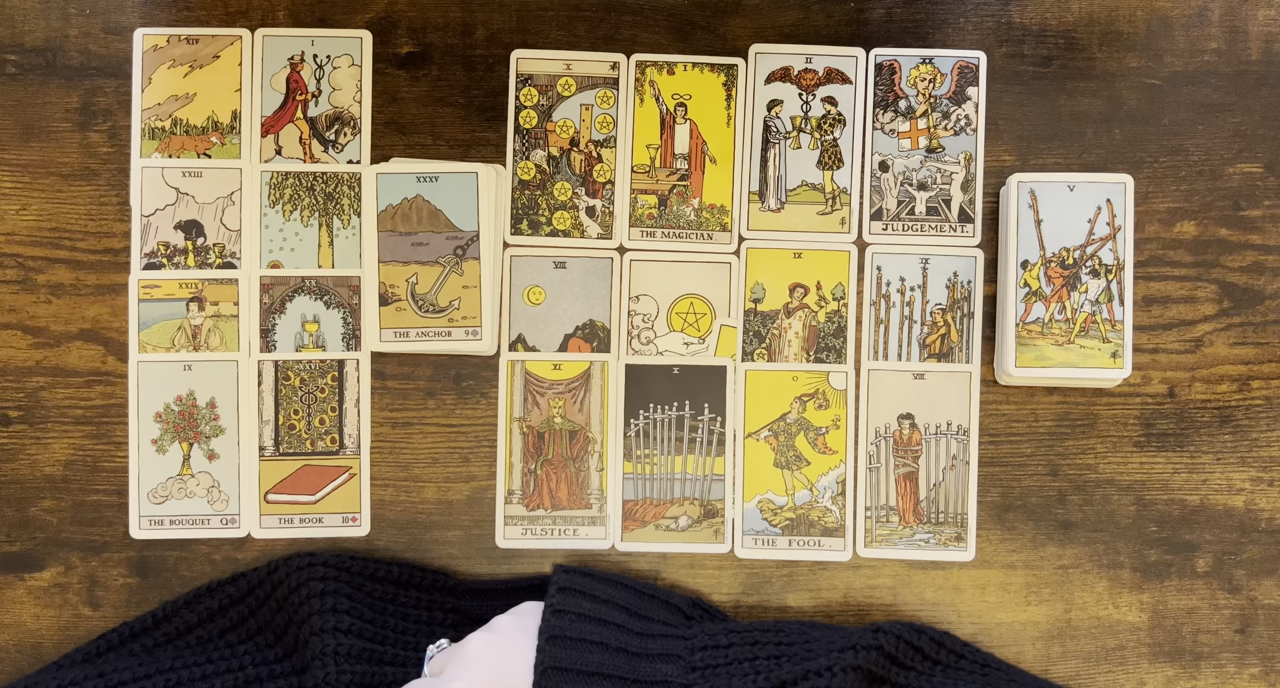 XIV
I
XXIII
XXIX
XX
IX
THE BOUQUET Q♠
XXVI
THE BOOK 10♦
XXXV
THE ANCHOR 9♠
X
I
THE MAGICIAN.
II
JUDGEMENT.
VIII
IX
IX
XI
JUSTICE .
X
0
THE FOOL.
VIII
V